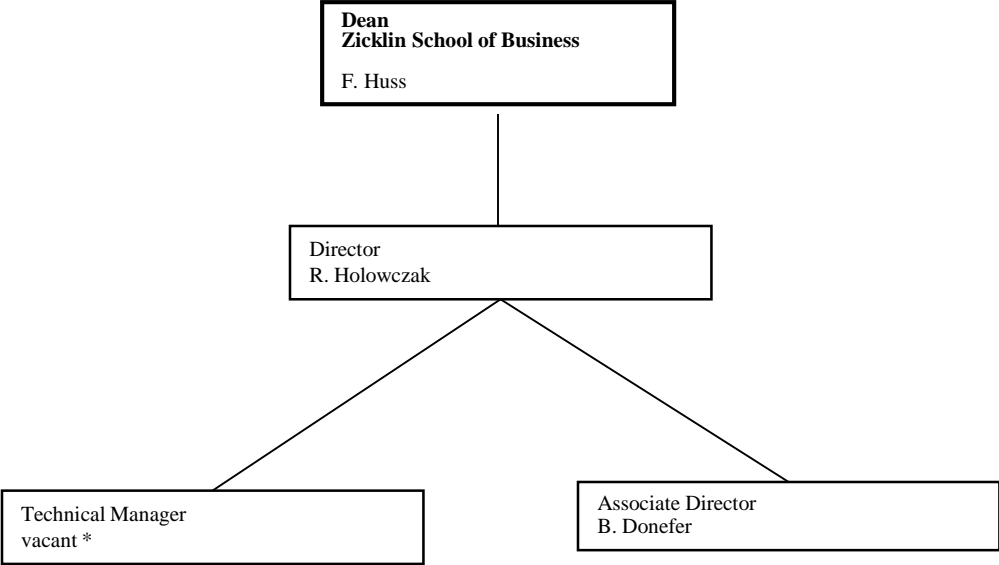 Dean
Zicklin School of Business
F. Huss
Director
R. Holowczak
Technical Manager
vacant *
Associate Director
B. Donefer